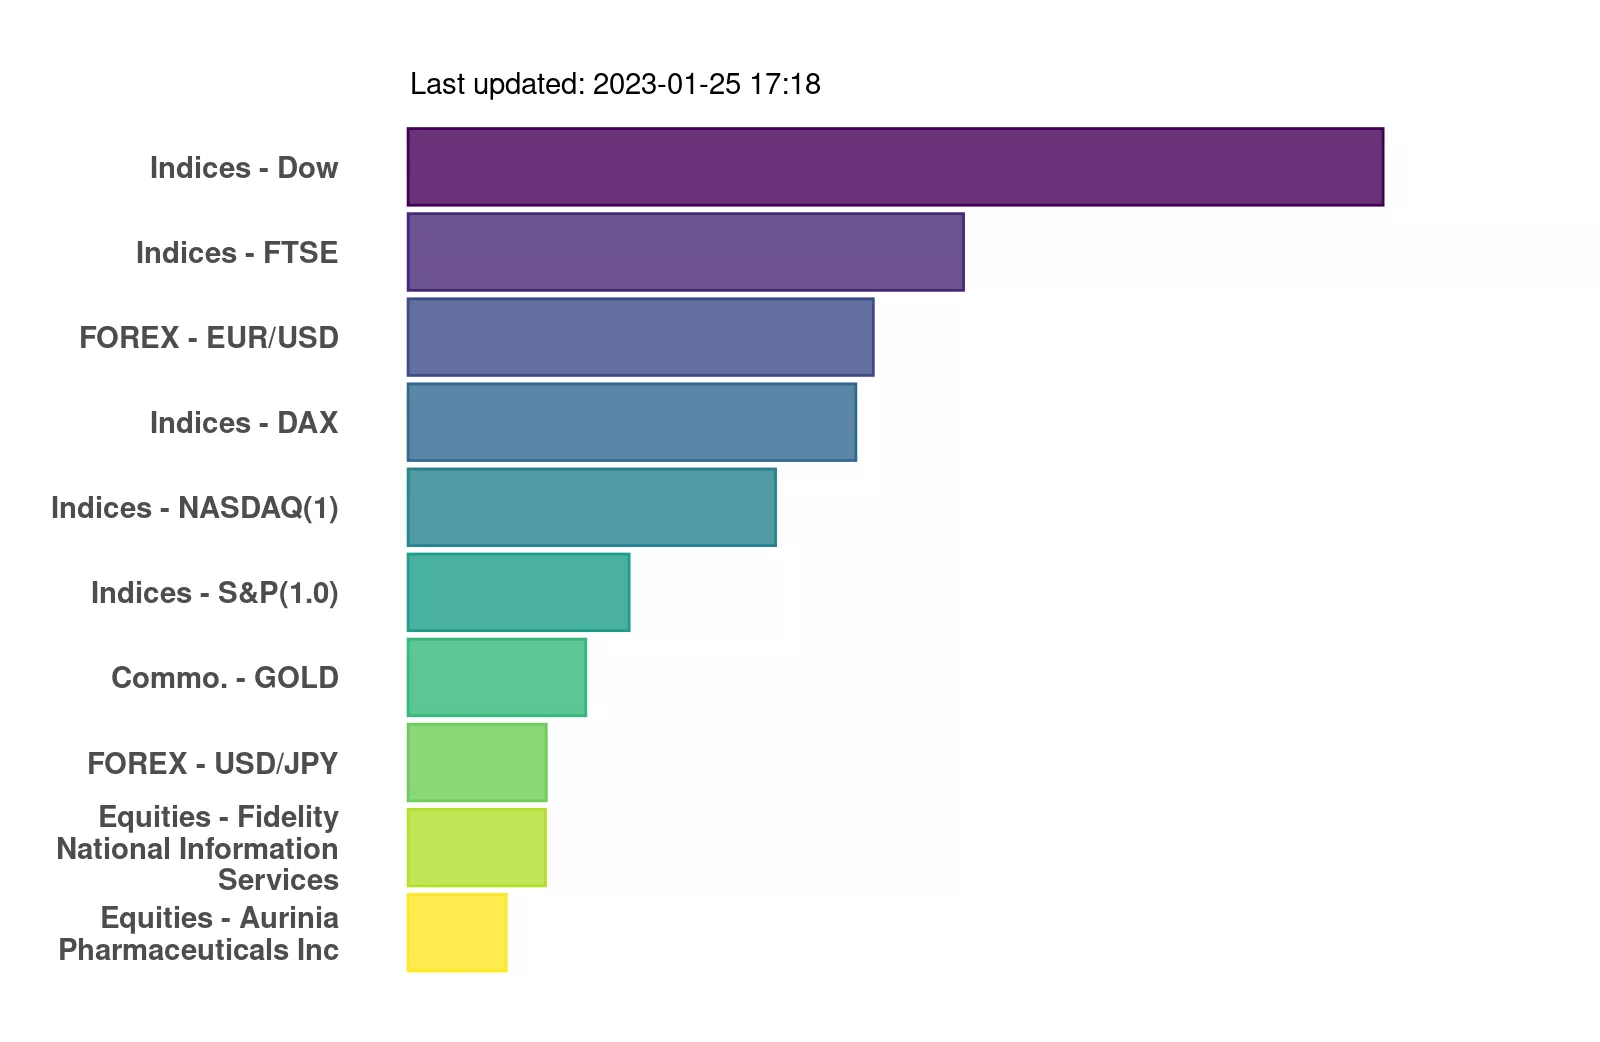 Last updated: 2023-01-25 17:18
Indices - Dow
Indices - FTSE
FOREX - EUR/USD
Indices - DAX
Indices - NASDAQ(1)
Indices - S&P(1.0)
Commo. - GOLD
FOREX - USD/JPY
Equities - Fidelity
National Information
Services
Equities - Aurinia
Pharmaceuticals Inc